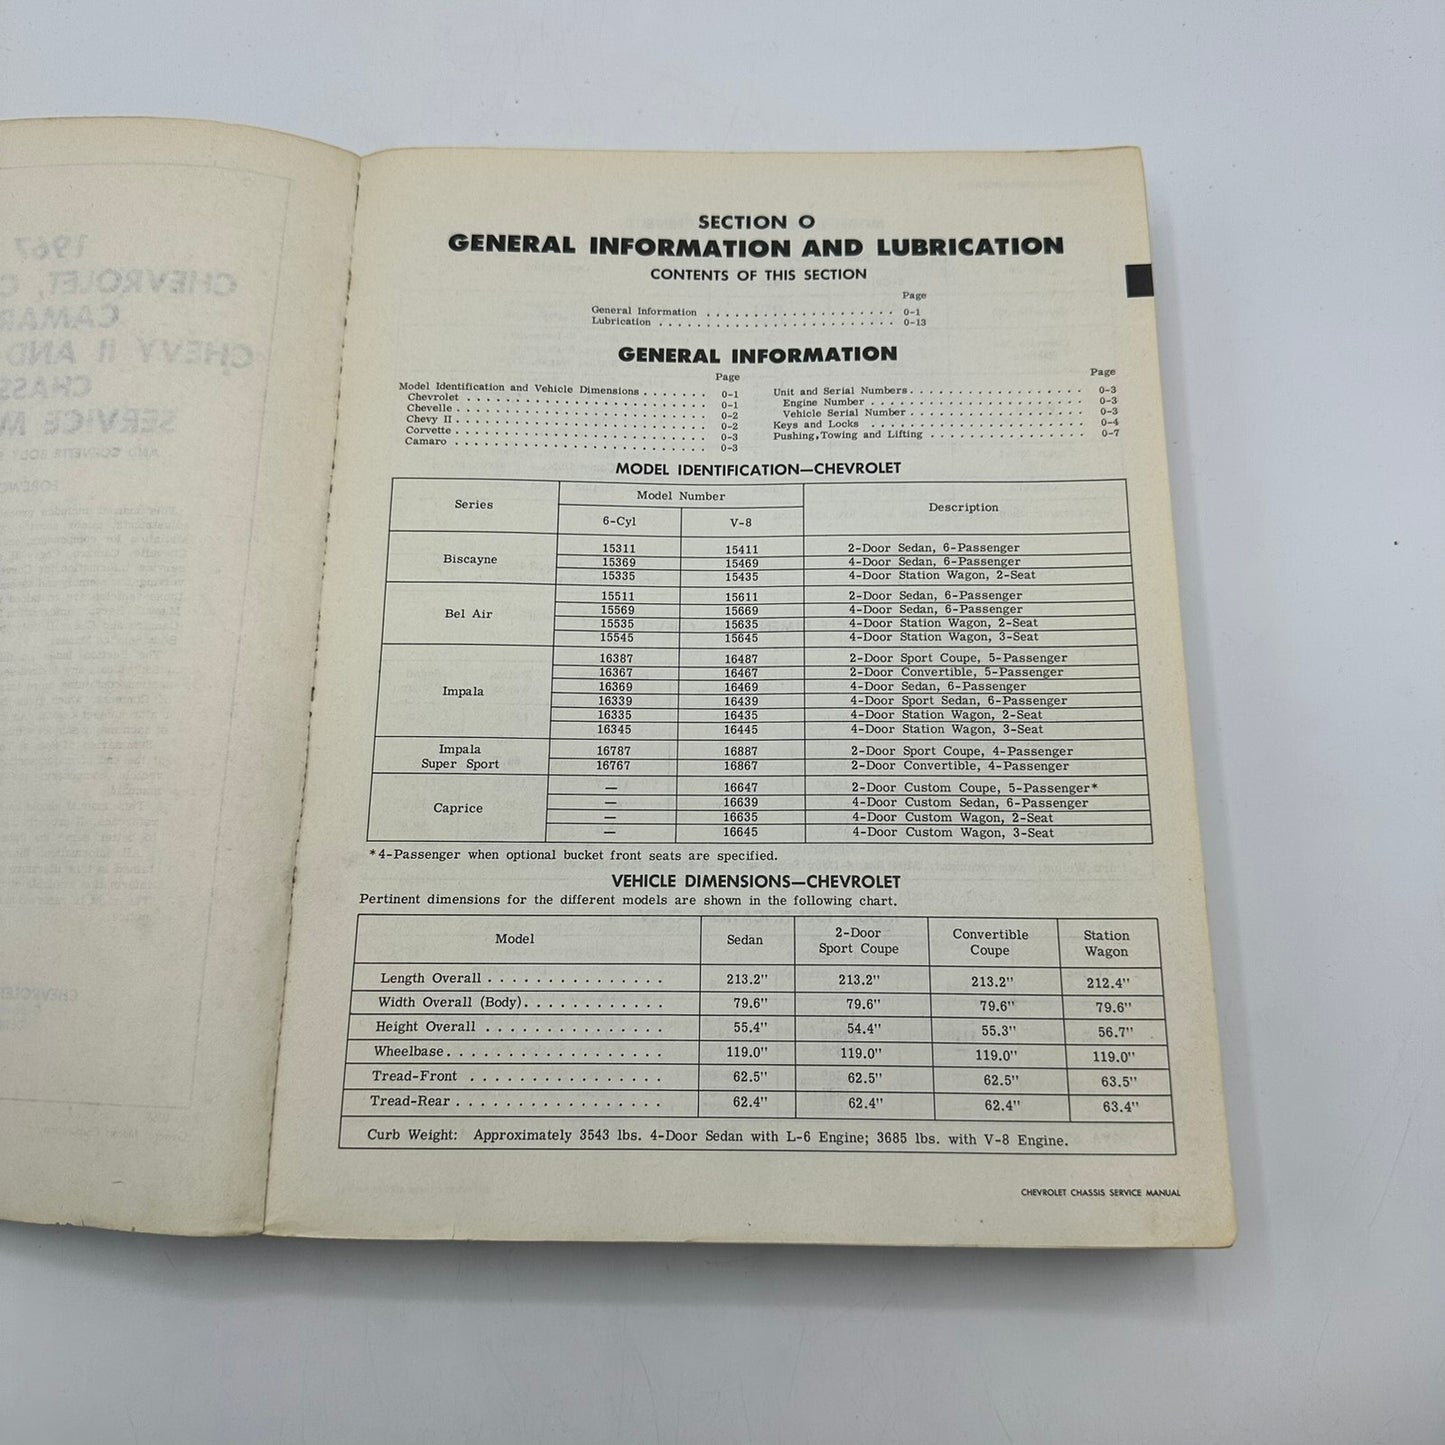 SECTION O
GENERAL INFORMATION AND LUBRICATION
CONTENTS OF THIS SECTION
Page
General Information . . . . . . . . . . . . . . . . . . . . 0-1
Lubrication . . . . . . . . . . . . . . . . . . . . . . . . 0-13
GENERAL INFORMATION
Page
Model Identification and Vehicle Dimensions . . . . . . . 0-1
Chevrolet . . . . . . . . . . . . . . . . . . . . . . 0-1
Chevelle . . . . . . . . . . . . . . . . . . . . . . 0-2
Chevy II . . . . . . . . . . . . . . . . . . . . . . 0-2
Corvette . . . . . . . . . . . . . . . . . . . . . . 0-3
Camaro . . . . . . . . . . . . . . . . . . . . . . 0-3
Page
Unit and Serial Numbers . . . . . . . . . . . . . . . . . 0-3
Engine Number . . . . . . . . . . . . . . . . . . . . 0-3
Vehicle Serial Number . . . . . . . . . . . . . . . . 0-3
Keys and Locks . . . . . . . . . . . . . . . . . . . . 0-4
Pushing, Towing and Lifting . . . . . . . . . . . . . . 0-7
MODEL IDENTIFICATION—CHEVROLET
Series Model Number Description
6-Cyl V-8
Biscayne
15311 15411 2-Door Sedan, 6-Passenger
15369 15469 4-Door Sedan, 6-Passenger
15335 15435 4-Door Station Wagon, 2-Seat
Bel Air
15511 15611 2-Door Sedan, 6-Passenger
15569 15669 4-Door Sedan, 6-Passenger
15535 15635 4-Door Station Wagon, 2-Seat
15545 15645 4-Door Station Wagon, 3-Seat
Impala
16387 16487 2-Door Sport Coupe, 5-Passenger
16367 16467 2-Door Convertible, 5-Passenger
16369 16469 4-Door Sedan, 6-Passenger
16339 16439 4-Door Sport Sedan, 6-Passenger
16335 16435 4-Door Station Wagon, 2-Seat
16345 16445 4-Door Station Wagon, 3-Seat
Impala
Super Sport
16787 16887 2-Door Sport Coupe, 4-Passenger
16767 16867 2-Door Convertible, 4-Passenger
Caprice
— 16647 2-Door Custom Coupe, 5-Passenger*
— 16639 4-Door Custom Sedan, 6-Passenger
— 16635 4-Door Custom Wagon, 2-Seat
— 16645 4-Door Custom Wagon, 3-Seat
*4-Passenger when optional bucket front seats are specified.
VEHICLE DIMENSIONS—CHEVROLET
Pertinent dimensions for the different models are shown in the following chart.
Model Sedan 2-Door Sport Coupe Convertible Coupe Station Wagon
Length Overall . . . . . . . . . . . . . . . 213.2" 213.2" 213.2" 212.4"
Width Overall (Body) . . . . . . . . . . . . 79.6" 79.6" 79.6" 79.6"
Height Overall . . . . . . . . . . . . . . . 55.4" 54.4" 55.3" 56.7"
Wheelbase . . . . . . . . . . . . . . . . . . 119.0" 119.0" 119.0" 119.0"
Tread-Front . . . . . . . . . . . . . . . . . 62.5" 62.5" 62.5" 63.5"
Tread-Rear . . . . . . . . . . . . . . . . . . 62.4" 62.4" 62.4" 63.4"
Curb Weight: Approximately 3543 lbs. 4-Door Sedan with L-6 Engine; 3685 lbs. with V-8 Engine.
CHEVROLET CHASSIS SERVICE MANUAL